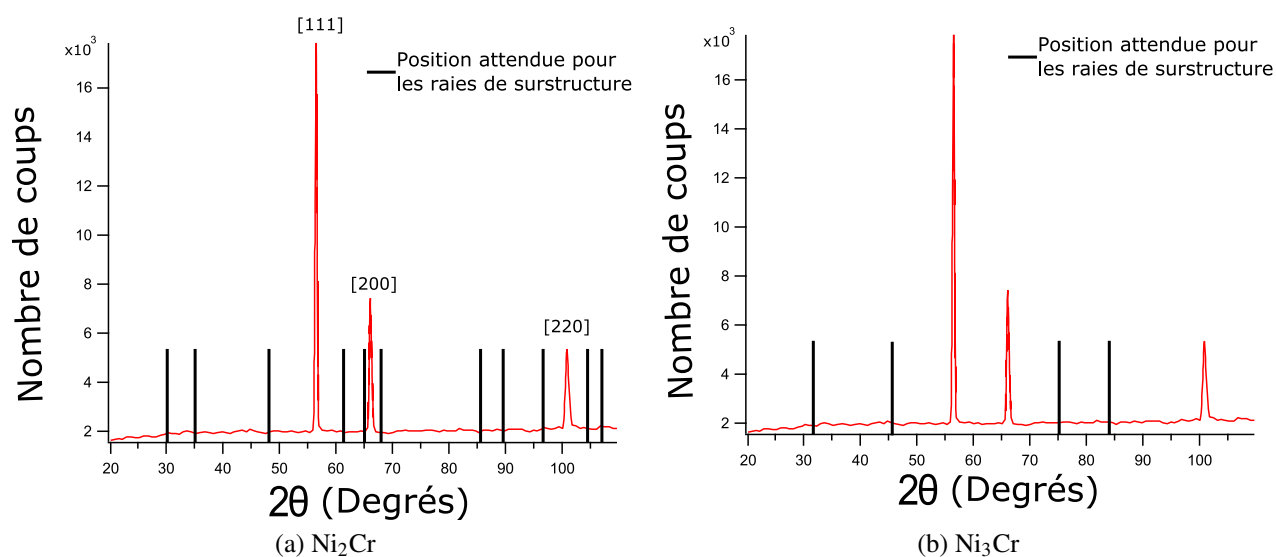 [111]
x10³
Position attendue pour
les raies de surstructure
16
14
12
10
8
6
4
2
[200]
[220]
Nombre de coups
20 30 40 50 60 70 80 90 100
2θ (Degrés)
(a) Ni₂Cr
x10³
Position attendue pour
les raies de surstructure
16
14
12
10
8
6
4
2
Nombre de coups
20 30 40 50 60 70 80 90 100
2θ (Degrés)
(b) Ni₃Cr